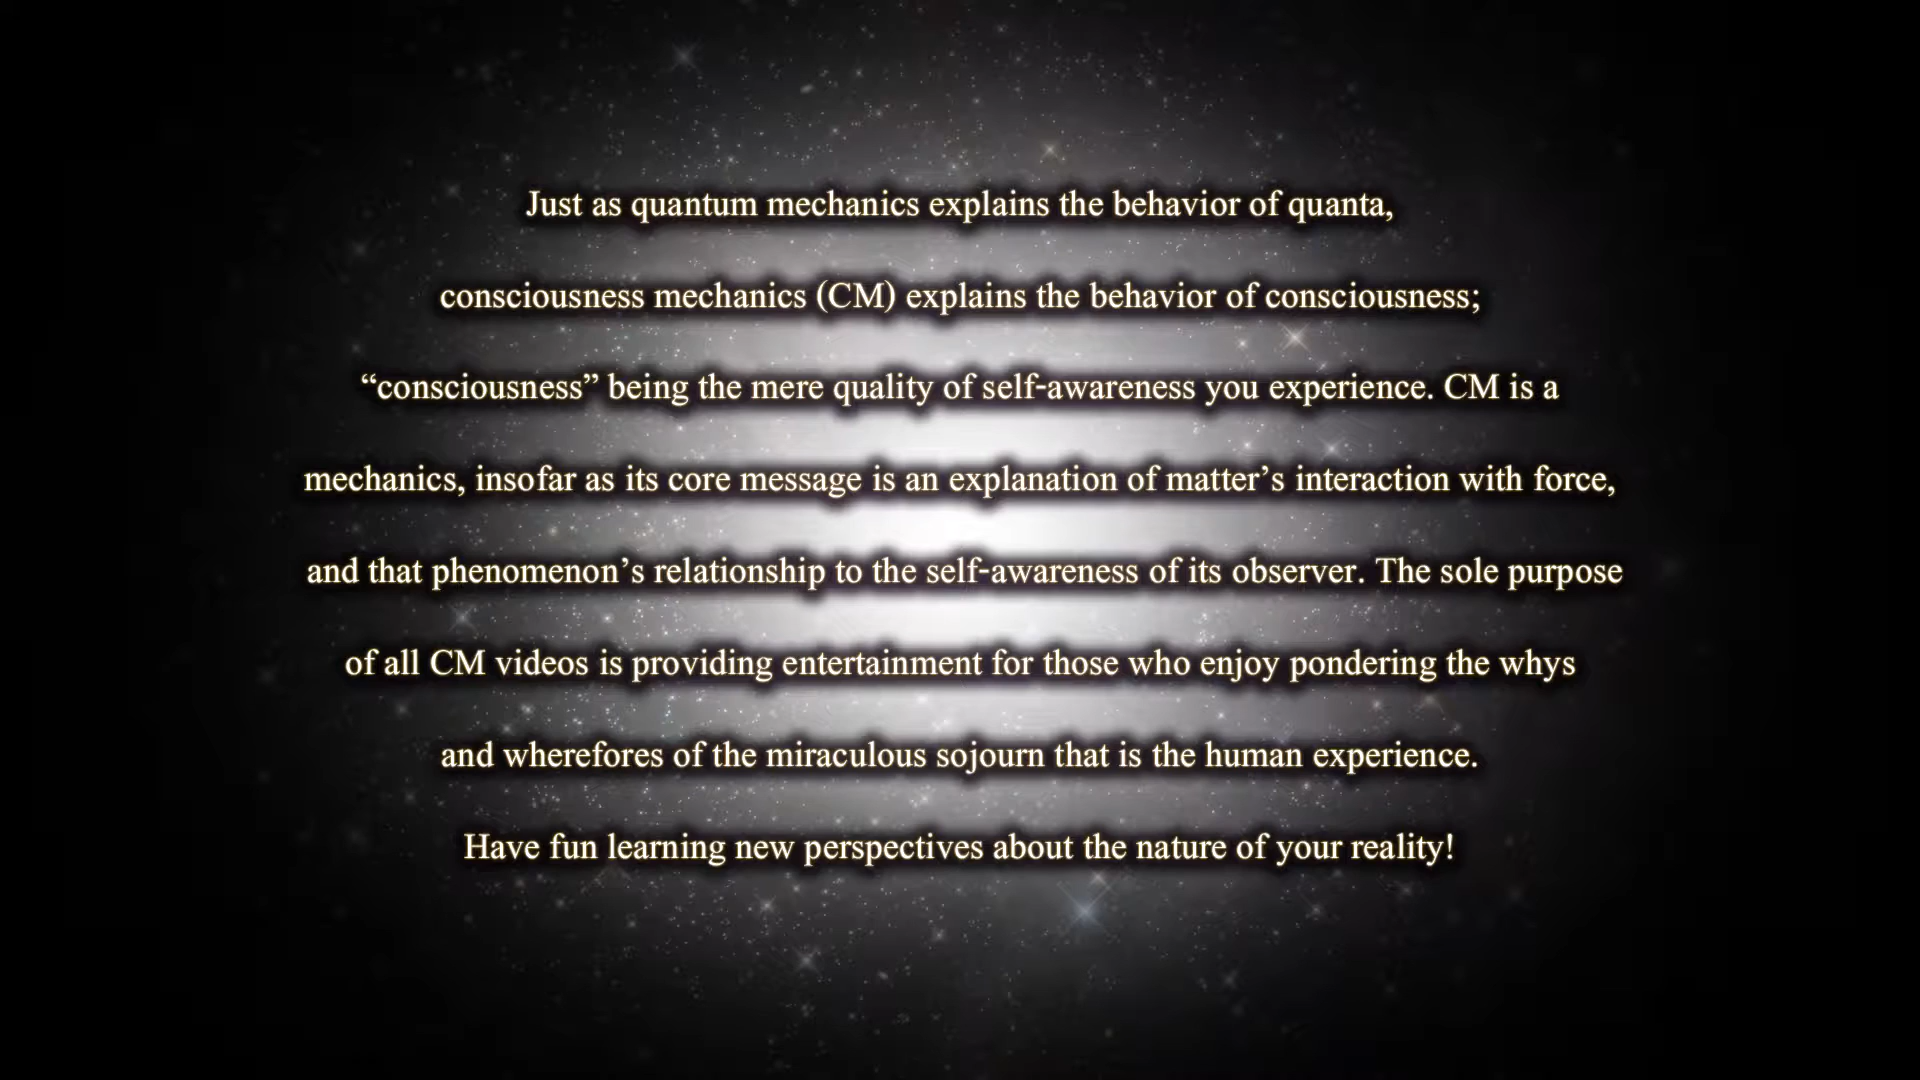 Just as quantum mechanics explains the behavior of quanta,
consciousness mechanics (CM) explains the behavior of consciousness;
“consciousness” being the mere quality of self-awareness you experience. CM is a
mechanics, insofar as its core message is an explanation of matter’s interaction with force,
and that phenomenon’s relationship to the self-awareness of its observer. The sole purpose
of all CM videos is providing entertainment for those who enjoy pondering the whys
and wherefores of the miraculous sojourn that is the human experience.
Have fun learning new perspectives about the nature of your reality!